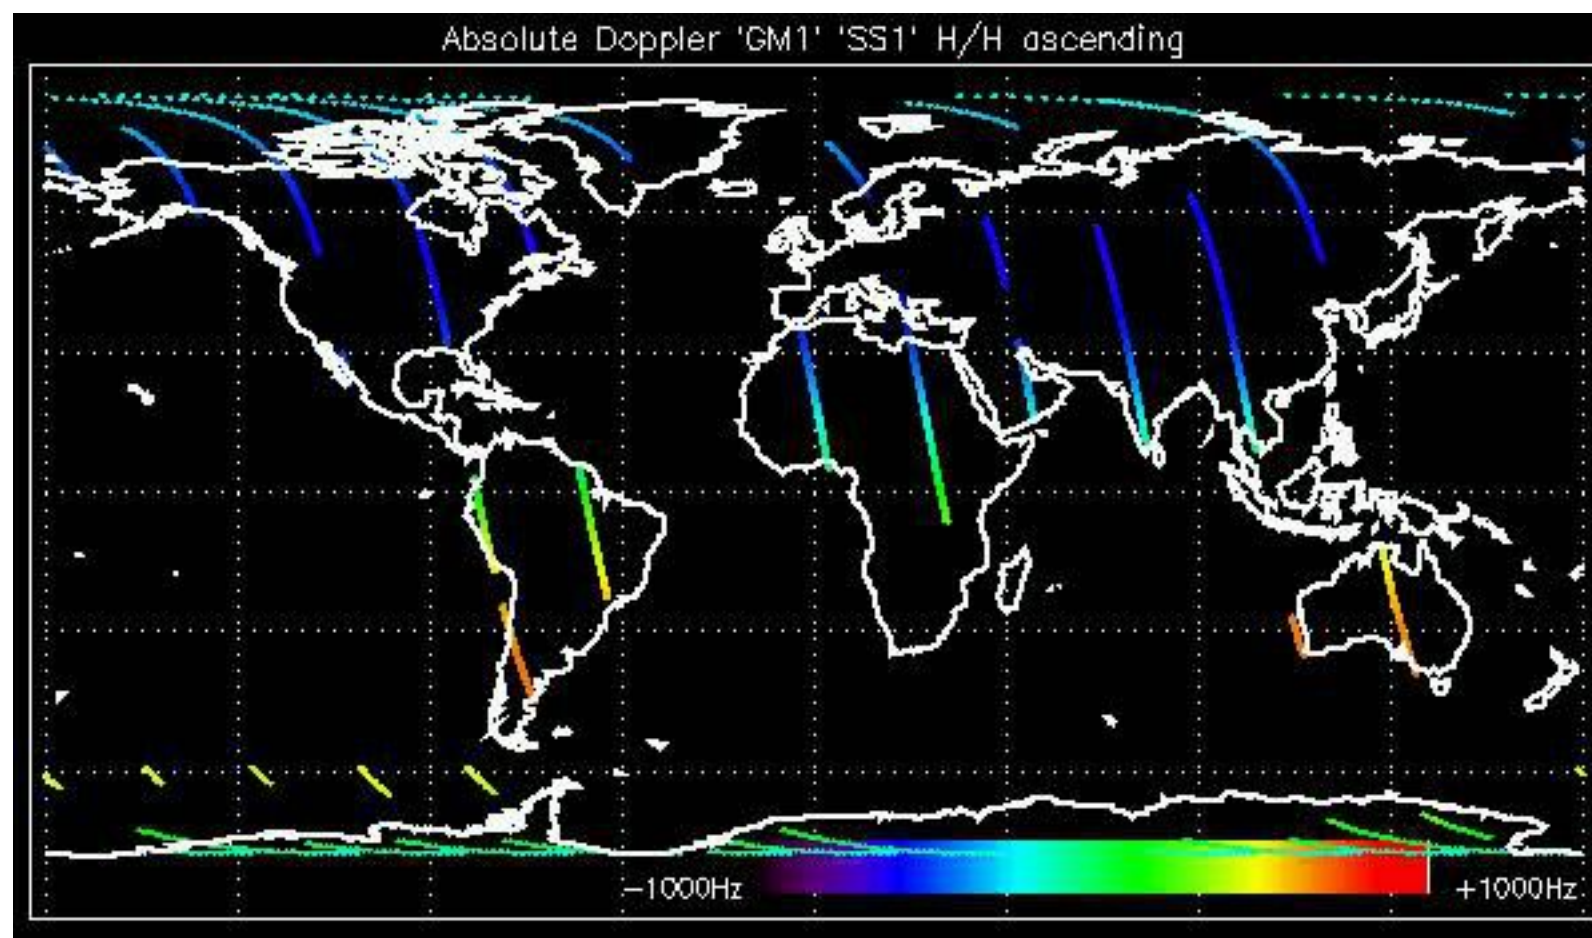 Absolute Doppler 'GM1' 'SS1' H/H ascending
-1000Hz
+1000Hz